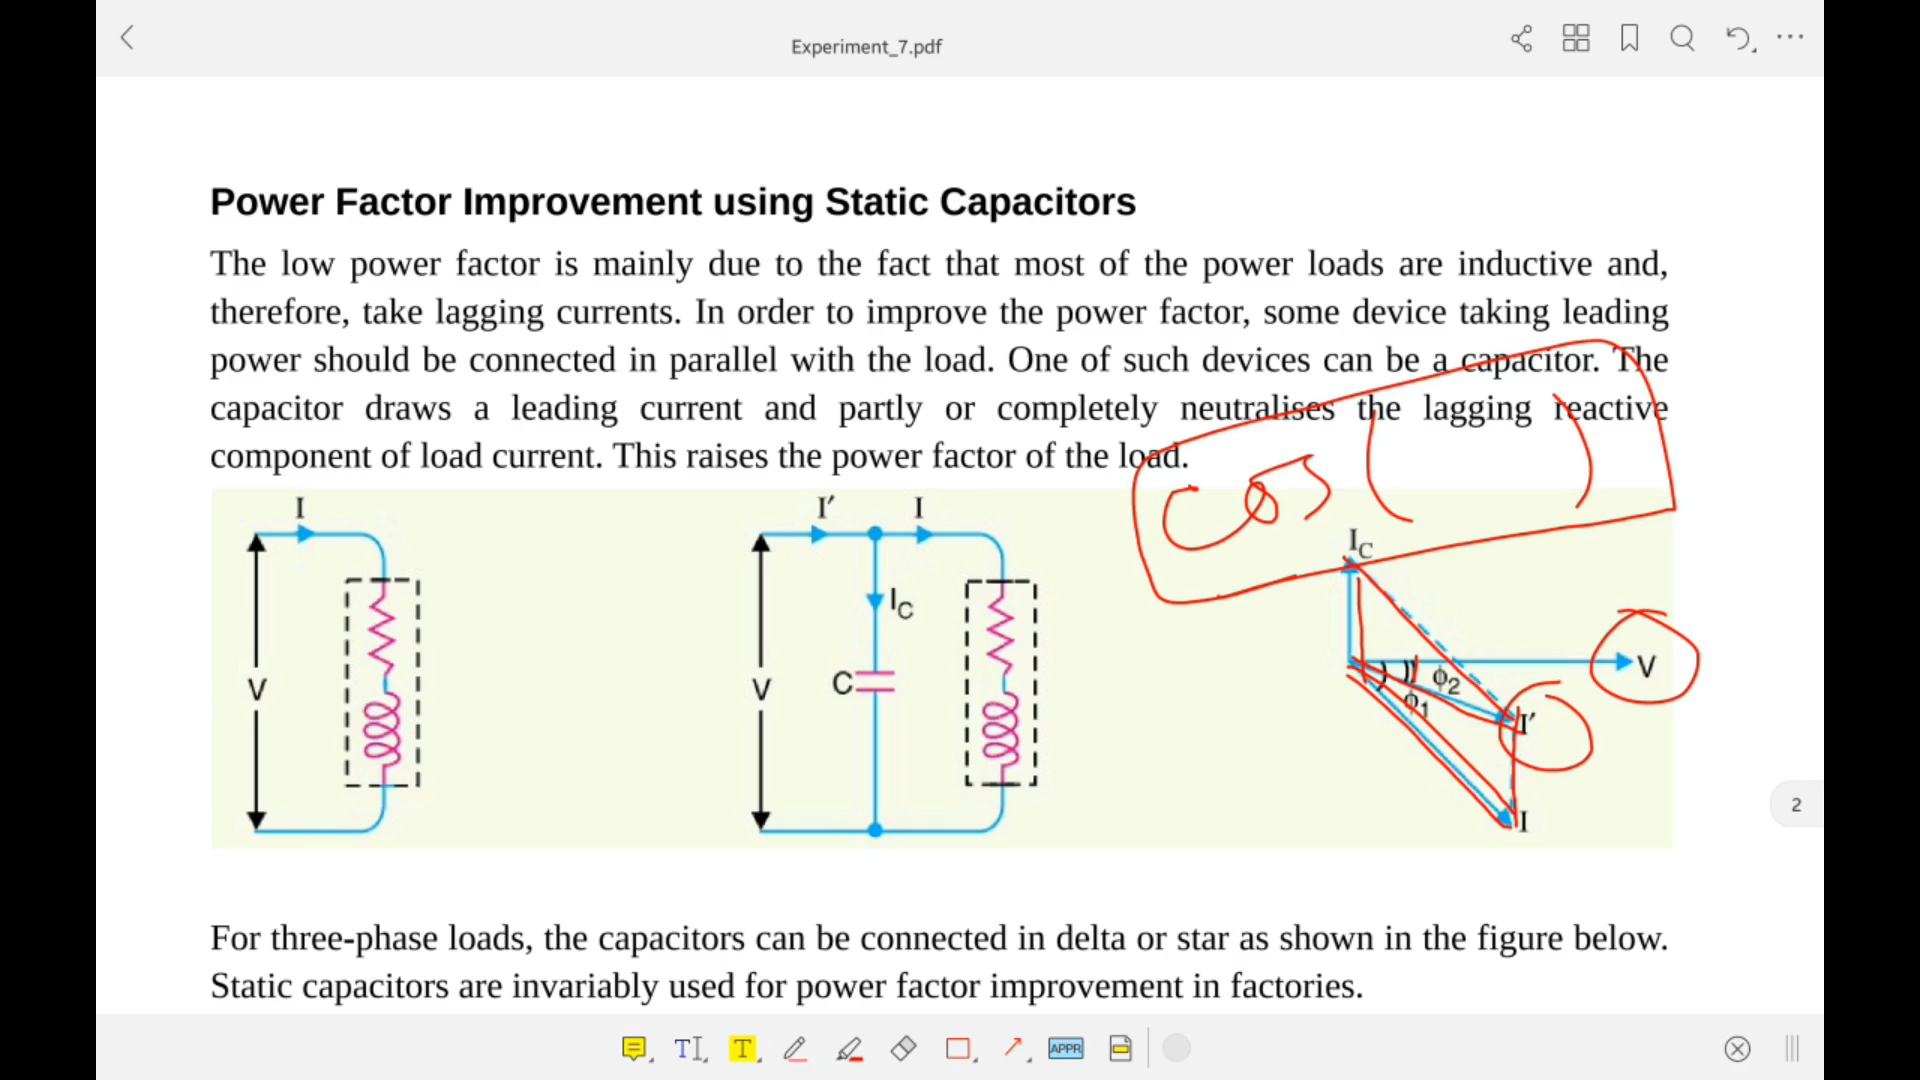 Experiment_7.pdf
Power Factor Improvement using Static Capacitors
The low power factor is mainly due to the fact that most of the power loads are inductive and,
therefore, take lagging currents. In order to improve the power factor, some device taking leading
power should be connected in parallel with the load. One of such devices can be a capacitor. The
capacitor draws a leading current and partly or completely neutralises the lagging reactive
component of load current. This raises the power factor of the load.
cos ( )
I
V
I′ I
I_C
C
V
I_C
V
ϕ2
ϕ1
I′
I
2
For three-phase loads, the capacitors can be connected in delta or star as shown in the figure below.
Static capacitors are invariably used for power factor improvement in factories.
T T APPR